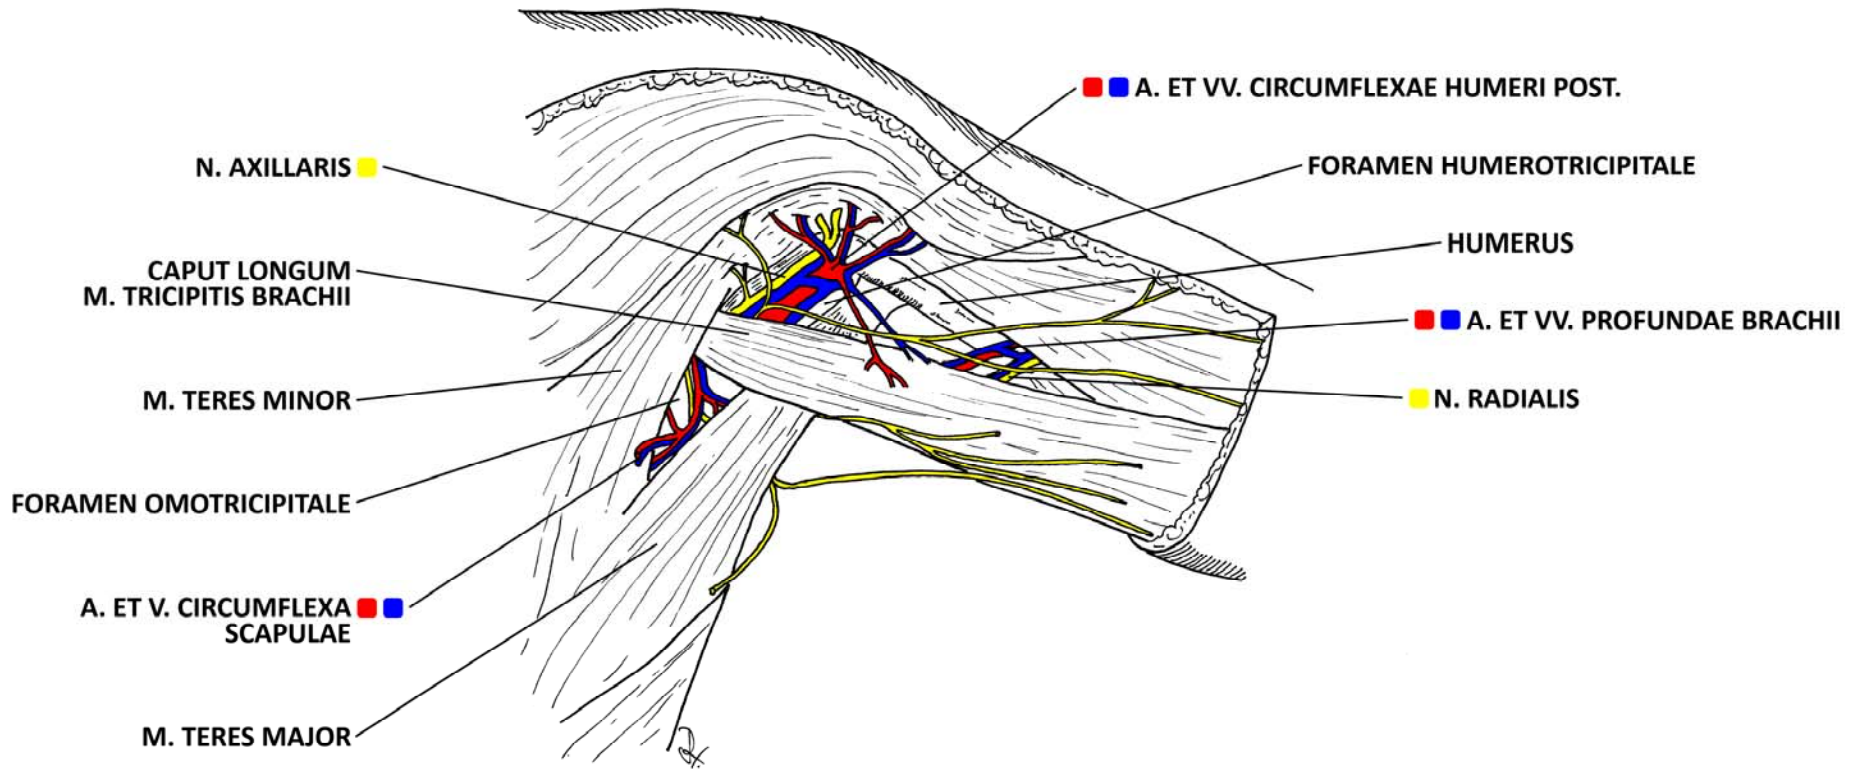 N. AXILLARIS
CAPUT LONGUM
M. TRICIPITIS BRACHII
M. TERES MINOR
FORAMEN OMOTRICIPITALE
A. ET V. CIRCUMFLEXA
SCAPULAE
M. TERES MAJOR
A. ET VV. CIRCUMFLEXAE HUMERI POST.
FORAMEN HUMEROTRICIPITALE
HUMERUS
A. ET VV. PROFUNDAE BRACHII
N. RADIALIS